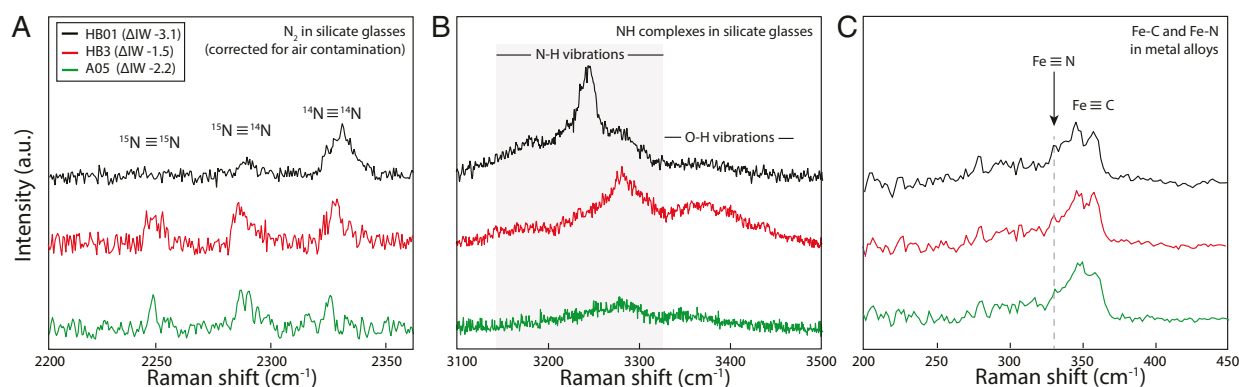 A
N₂ in silicate glasses
(corrected for air contamination)
HB01 (ΔIW -3.1)
HB3 (ΔIW -1.5)
A05 (ΔIW -2.2)
¹⁵N ≡¹⁵N
¹⁵N ≡¹⁴N
¹⁴N ≡¹⁴N
Intensity (a.u.)
2200
2250
2300
2350
Raman shift (cm⁻¹)
B
NH complexes in silicate glasses
N-H vibrations
O-H vibrations
3100
3200
3300
3400
3500
Raman shift (cm⁻¹)
C
Fe-C and Fe-N
in metal alloys
Fe ≡ N
Fe ≡ C
200
250
300
350
400
450
Raman shift (cm⁻¹)